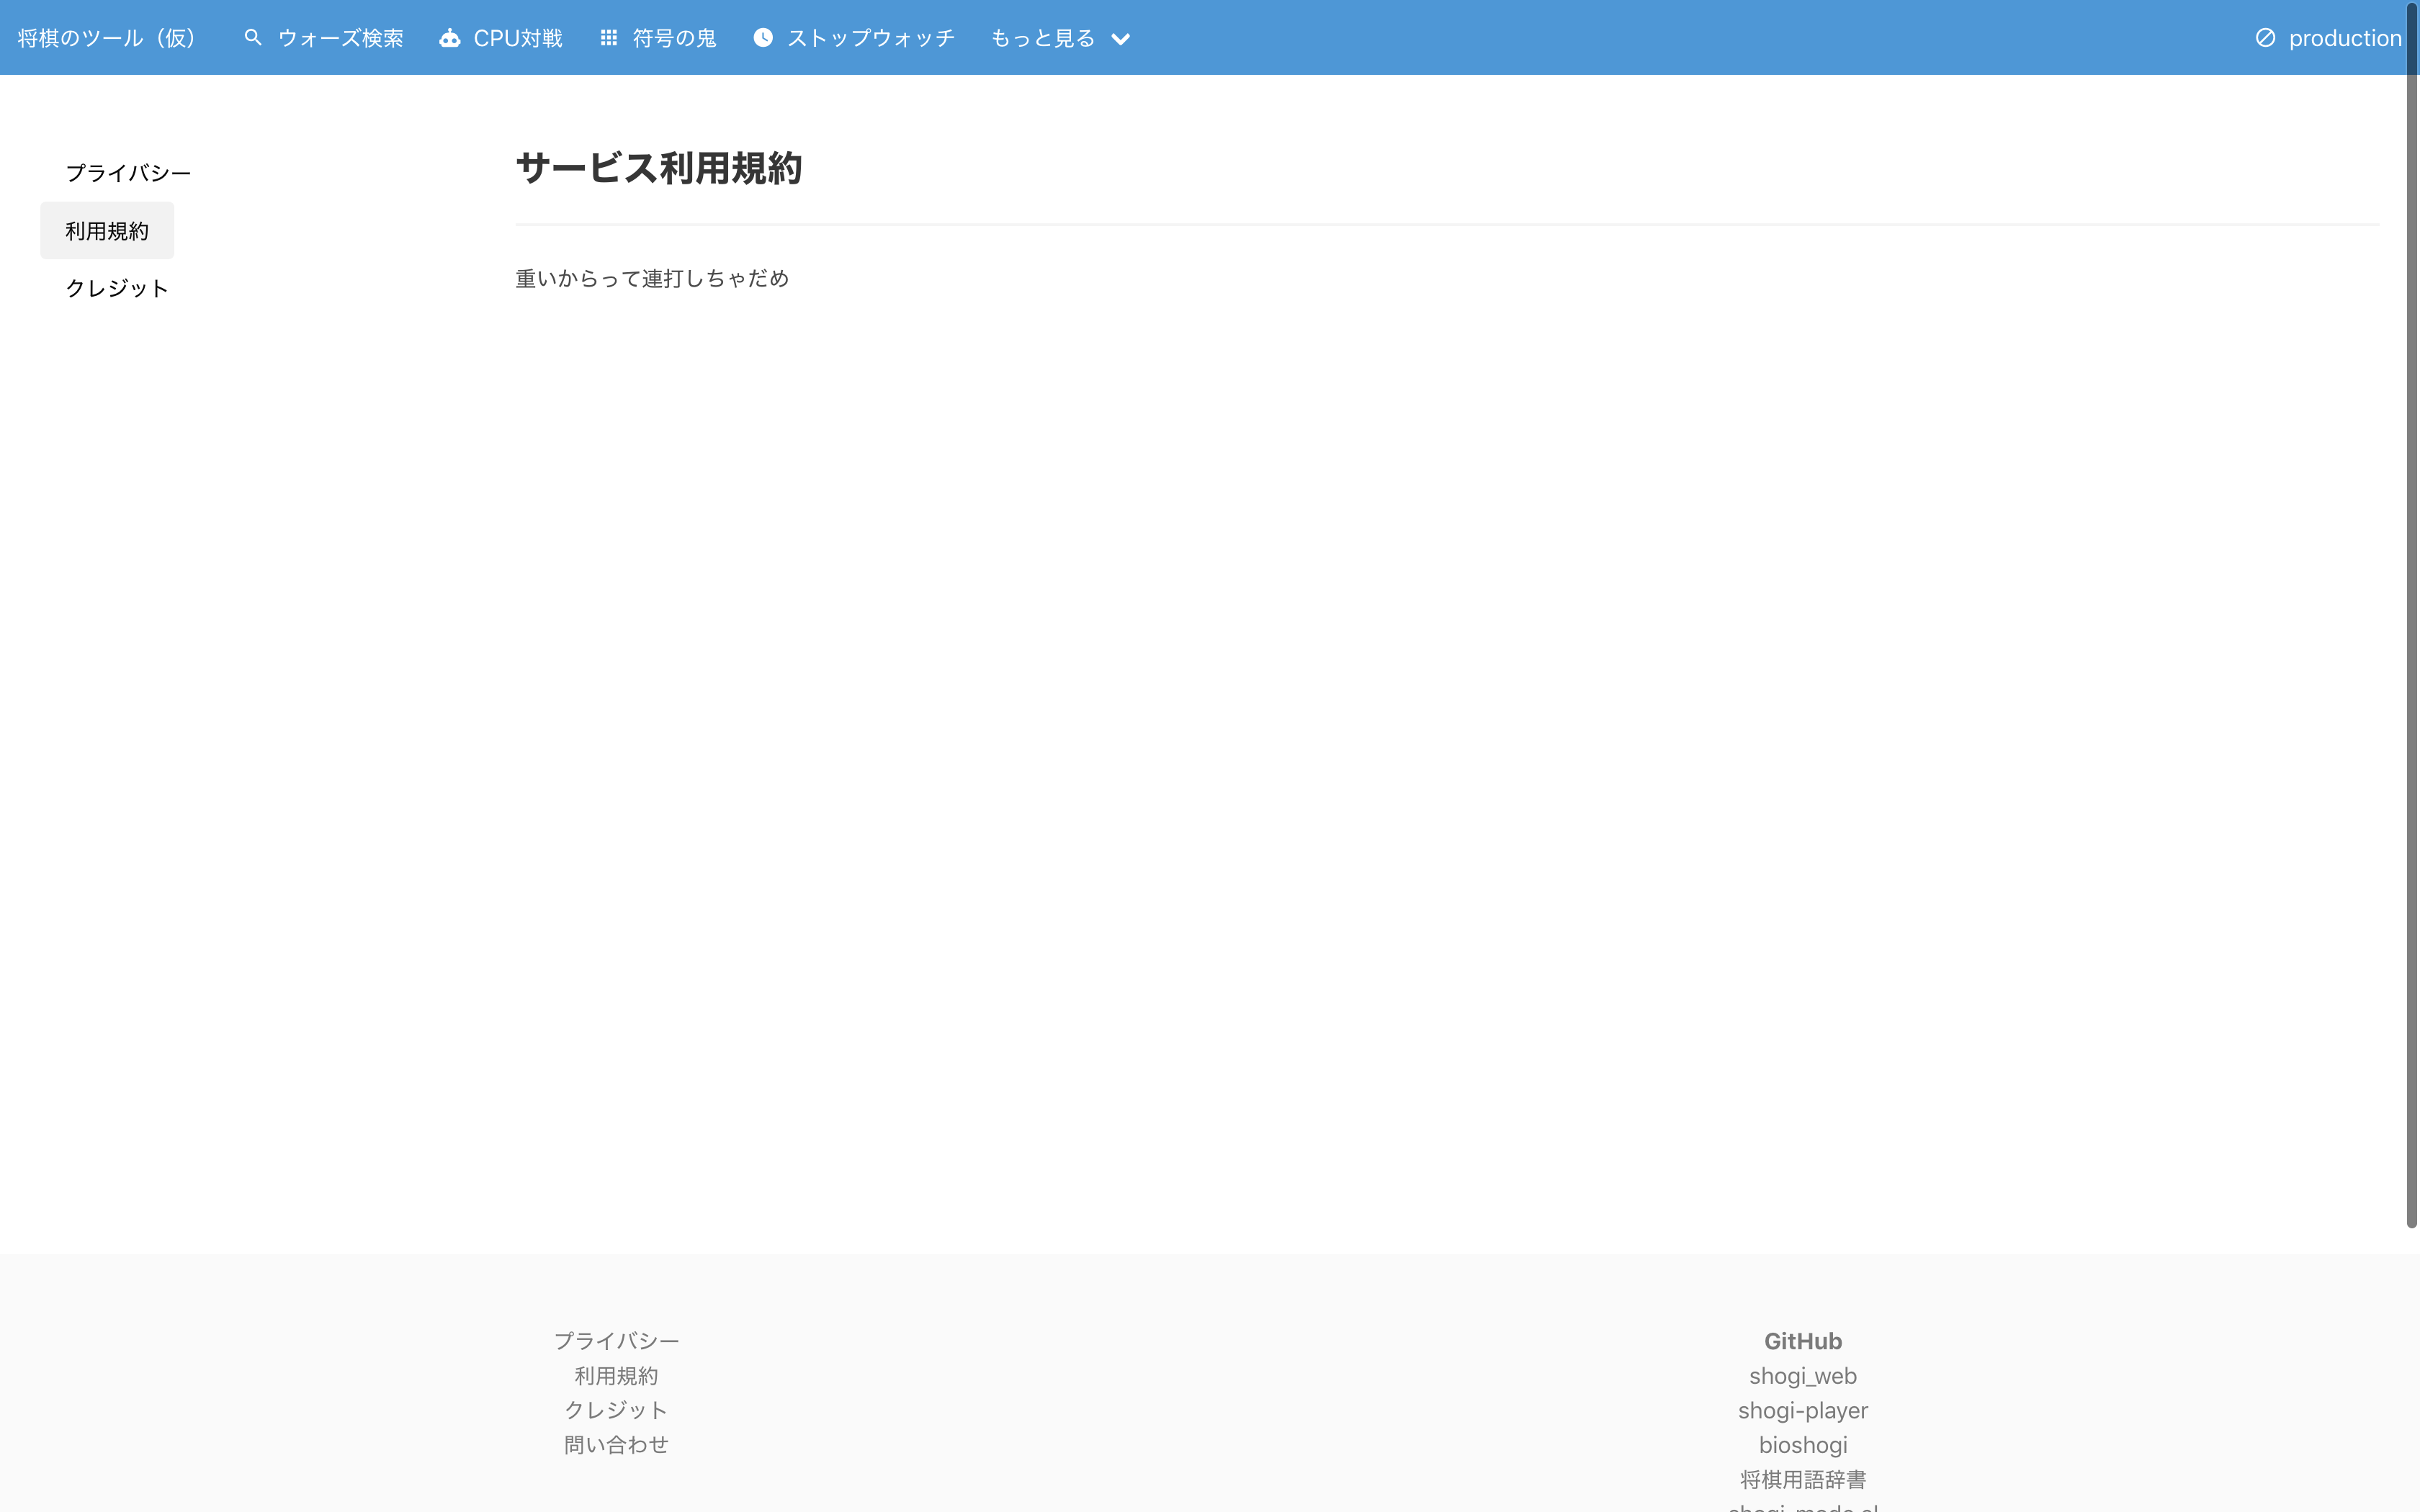 将棋のツール（仮） ウォーズ検索 CPU対戦 符号の鬼 ストップウォッチ もっと見る production
プライバシー
利用規約
クレジット
サービス利用規約
重いからって連打しちゃだめ
プライバシー
利用規約
クレジット
問い合わせ
GitHub
shogi_web
shogi-player
bioshogi
将棋用語辞書